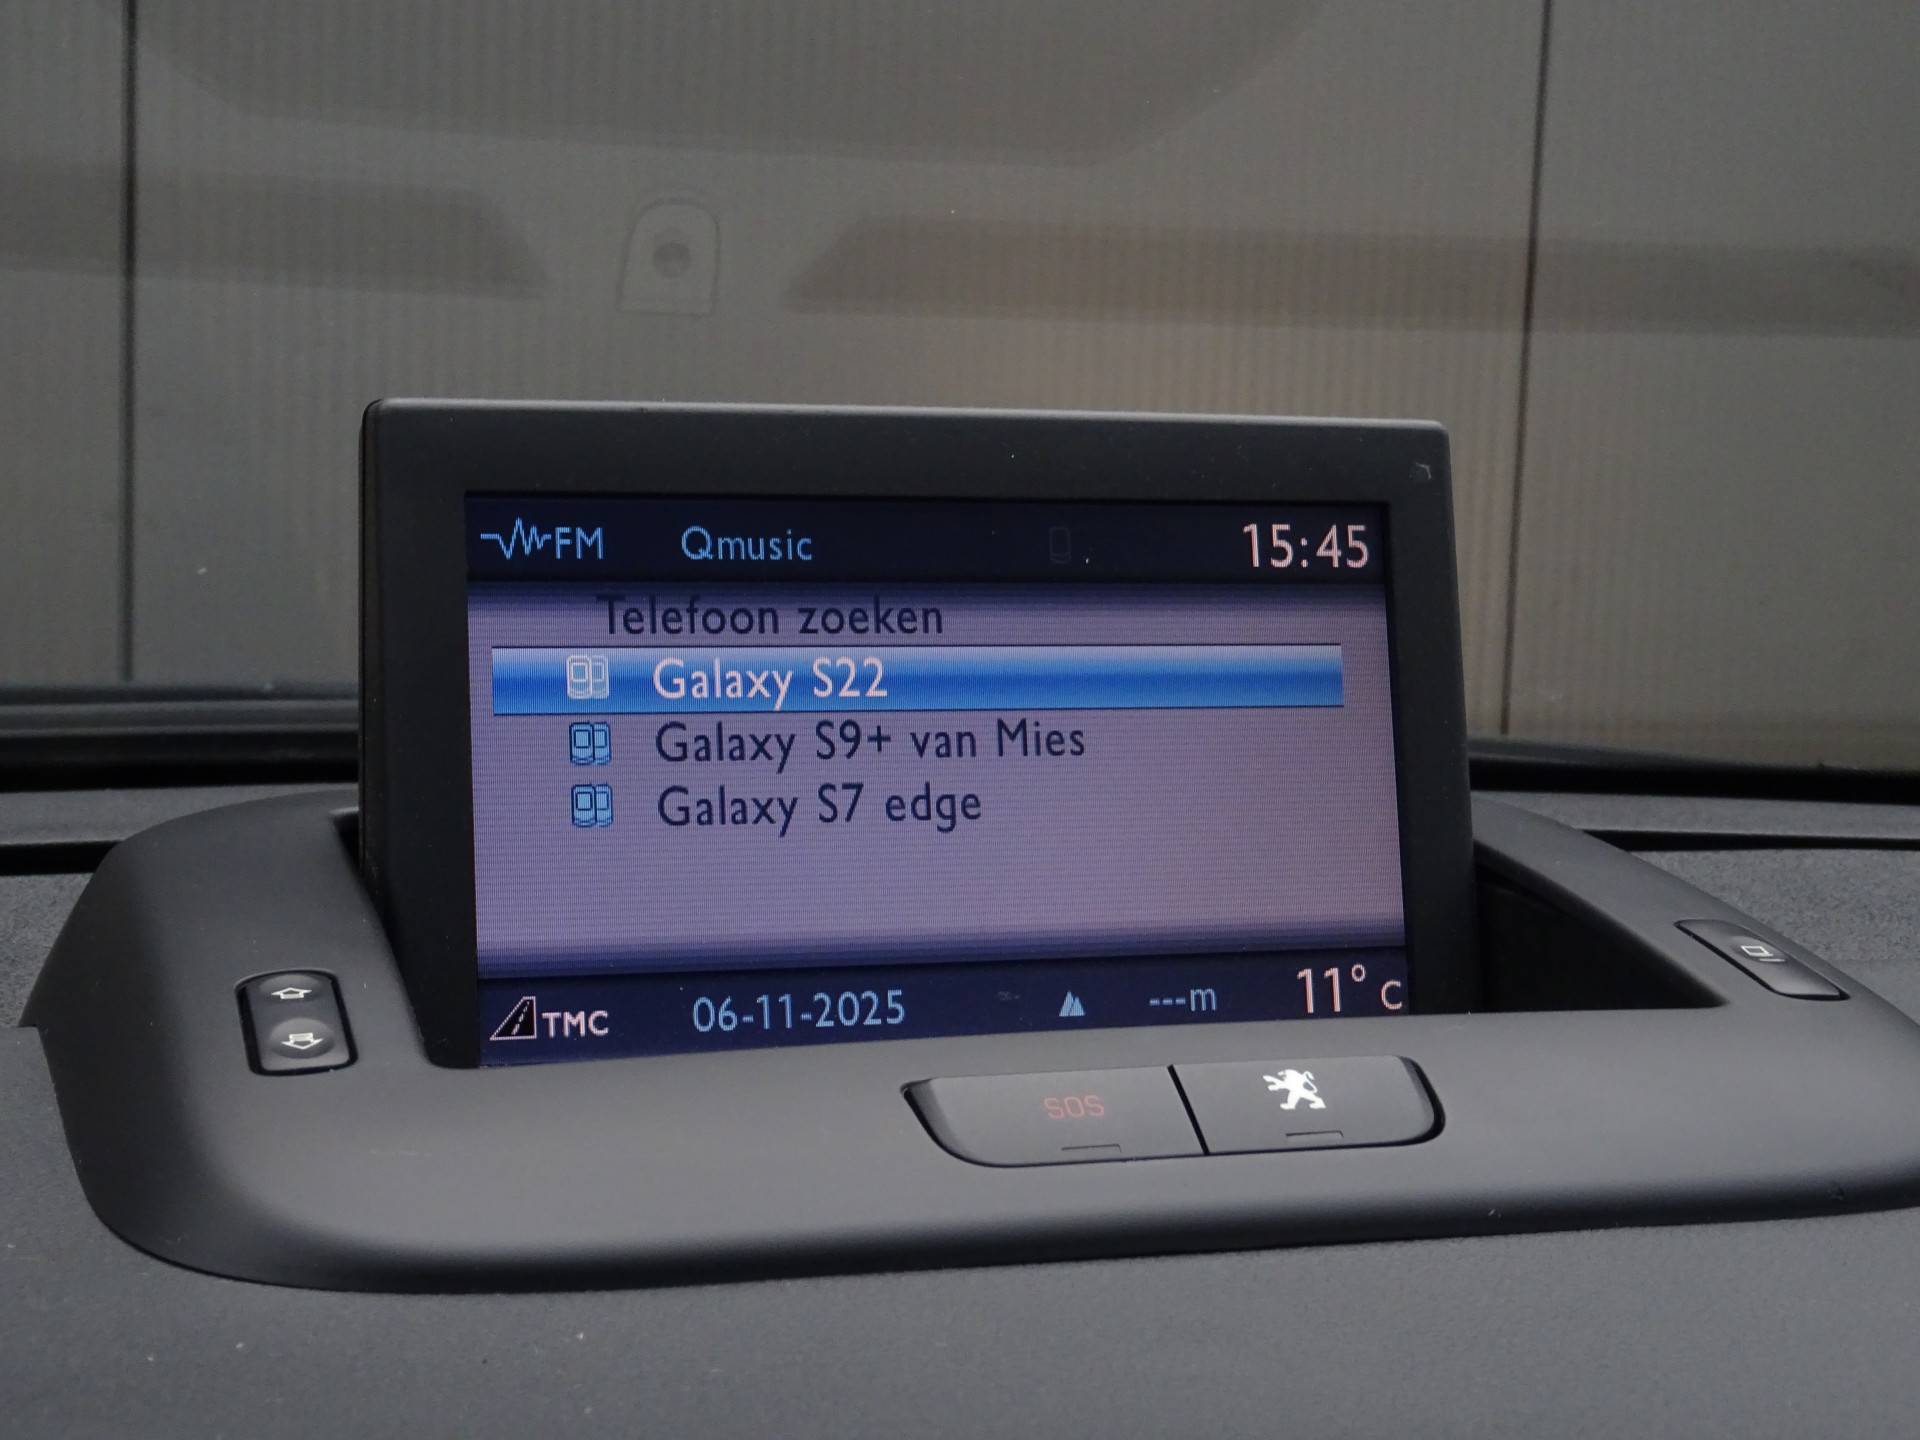 FM Qmusic 15:45
Telefoon zoeken
Galaxy S22
Galaxy S9+ van Mies
Galaxy S7 edge
TMC 06-11-2025 ---m 11° C
SOS